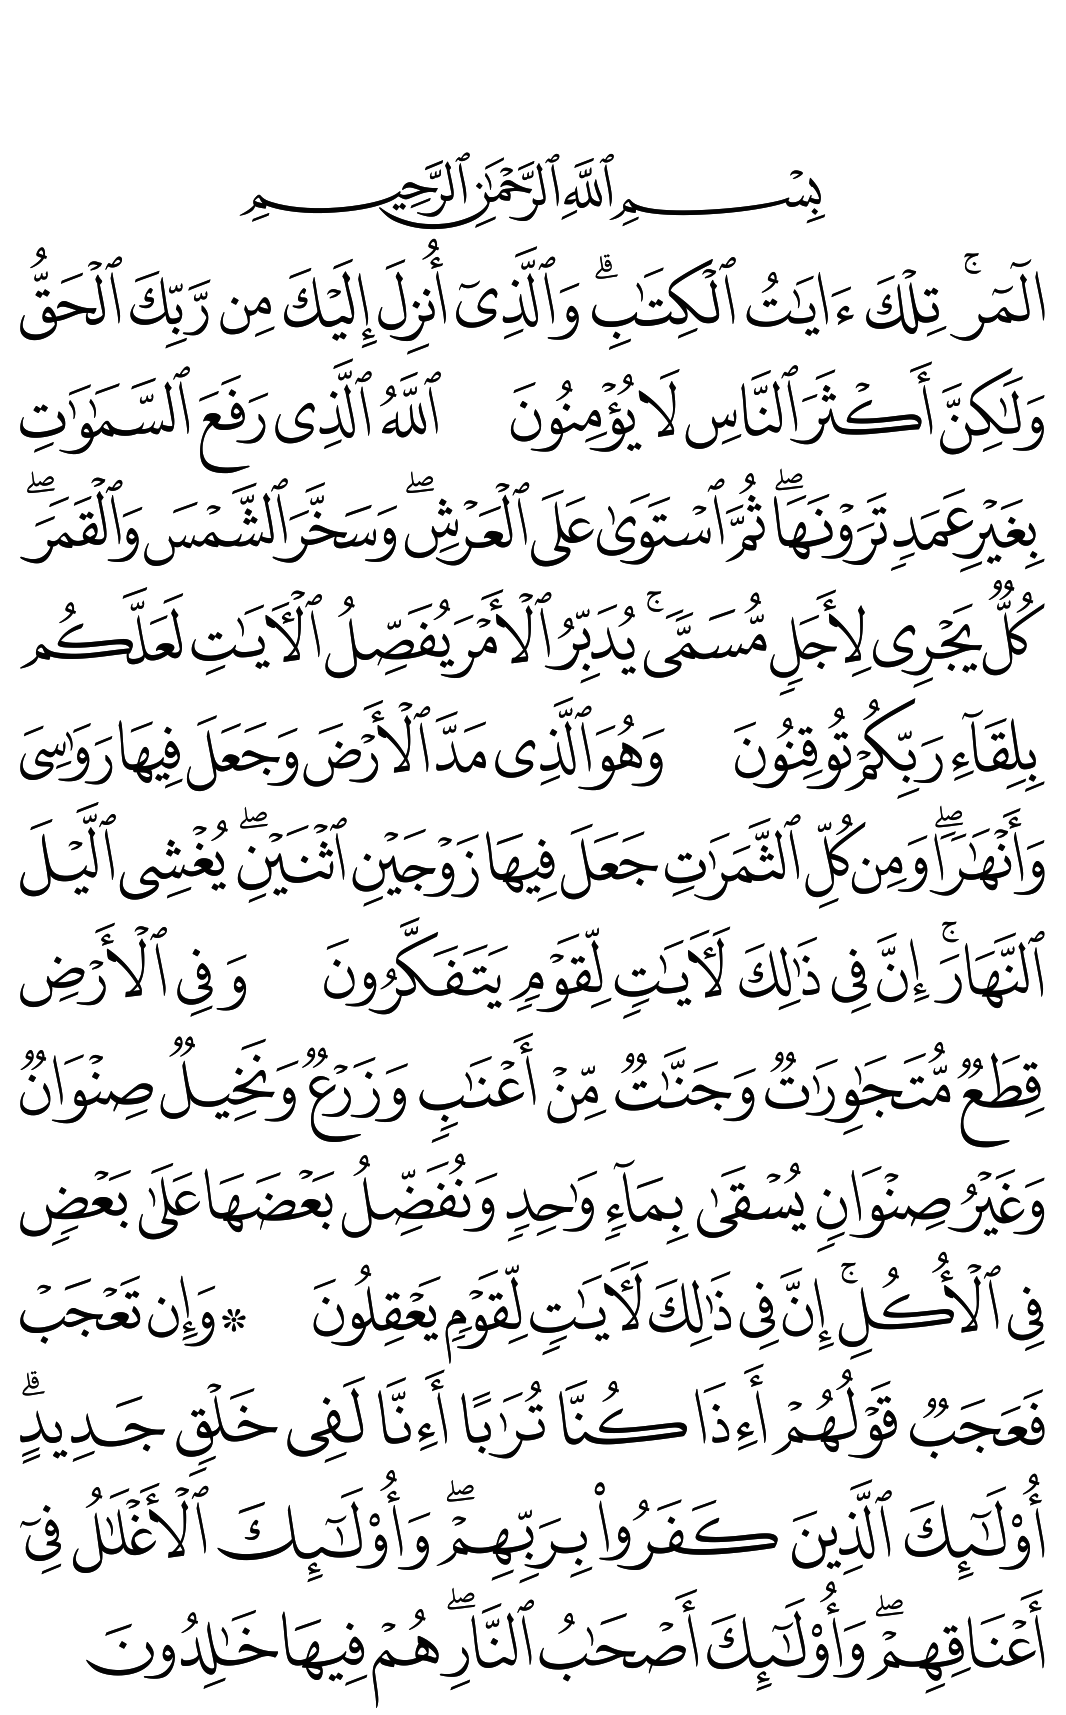 بِسْمِ ٱللَّهِ ٱلرَّحْمَٰنِ ٱلرَّحِيمِ
الٓمٓرۚ تِلْكَ ءَايَٰتُ ٱلْكِتَٰبِۗ وَٱلَّذِىٓ أُنزِلَ إِلَيْكَ مِن رَّبِّكَ ٱلْحَقُّ
وَلَٰكِنَّ أَكْثَرَ ٱلنَّاسِ لَا يُؤْمِنُونَ ٱللَّهُ ٱلَّذِى رَفَعَ ٱلسَّمَٰوَٰتِ
بِغَيْرِ عَمَدٍ تَرَوْنَهَاۖ ثُمَّ ٱسْتَوَىٰ عَلَى ٱلْعَرْشِۖ وَسَخَّرَ ٱلشَّمْسَ وَٱلْقَمَرَۖ
كُلٌّ يَجْرِى لِأَجَلٍ مُّسَمًّىۚ يُدَبِّرُ ٱلْأَمْرَ يُفَصِّلُ ٱلْأَيَٰتِ لَعَلَّكُم
بِلِقَآءِ رَبِّكُمْ تُوقِنُونَ وَهُوَ ٱلَّذِى مَدَّ ٱلْأَرْضَ وَجَعَلَ فِيهَا رَوَٰسِىَ
وَأَنْهَٰرًاۖ وَمِن كُلِّ ٱلثَّمَرَٰتِ جَعَلَ فِيهَا زَوْجَيْنِ ٱثْنَيْنِۖ يُغْشِى ٱلَّيْلَ
ٱلنَّهَارَۚ إِنَّ فِى ذَٰلِكَ لَأَيَٰتٍ لِّقَوْمٍ يَتَفَكَّرُونَ وَفِى ٱلْأَرْضِ
قِطَعٌ مُّتَجَٰوِرَٰتٌ وَجَنَّٰتٌ مِّنْ أَعْنَٰبٍ وَزَرْعٌ وَنَخِيلٌ صِنْوَانٌ
وَغَيْرُ صِنْوَانٍ يُسْقَىٰ بِمَآءٍ وَٰحِدٍ وَنُفَضِّلُ بَعْضَهَا عَلَىٰ بَعْضٍ
فِى ٱلْأُكُلِۚ إِنَّ فِى ذَٰلِكَ لَأَيَٰتٍ لِّقَوْمٍ يَعْقِلُونَ ۞ وَإِن تَعْجَبْ
فَعَجَبٌ قَوْلُهُمْ أَءِذَا كُنَّا تُرَٰبًا أَءِنَّا لَفِى خَلْقٍ جَدِيدٍۗ
أُو۟لَٰٓئِكَ ٱلَّذِينَ كَفَرُوا۟ بِرَبِّهِمْۖ وَأُو۟لَٰٓئِكَ ٱلْأَغْلَٰلُ فِىٓ
أَعْنَاقِهِمْۖ وَأُو۟لَٰٓئِكَ أَصْحَٰبُ ٱلنَّارِۖ هُمْ فِيهَا خَٰلِدُونَ